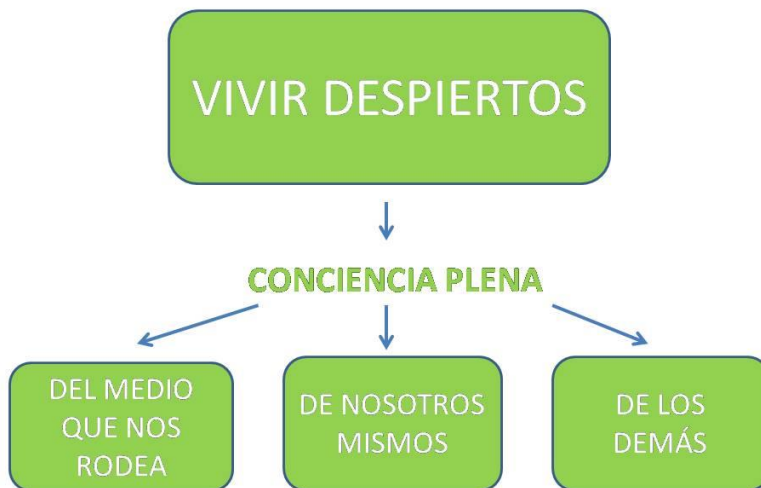 VIVIR DESPIERTOS
CONCIENCIA PLENA
DEL MEDIO
QUE NOS
RODEA
DE NOSOTROS
MISMOS
DE LOS
DEMÁS